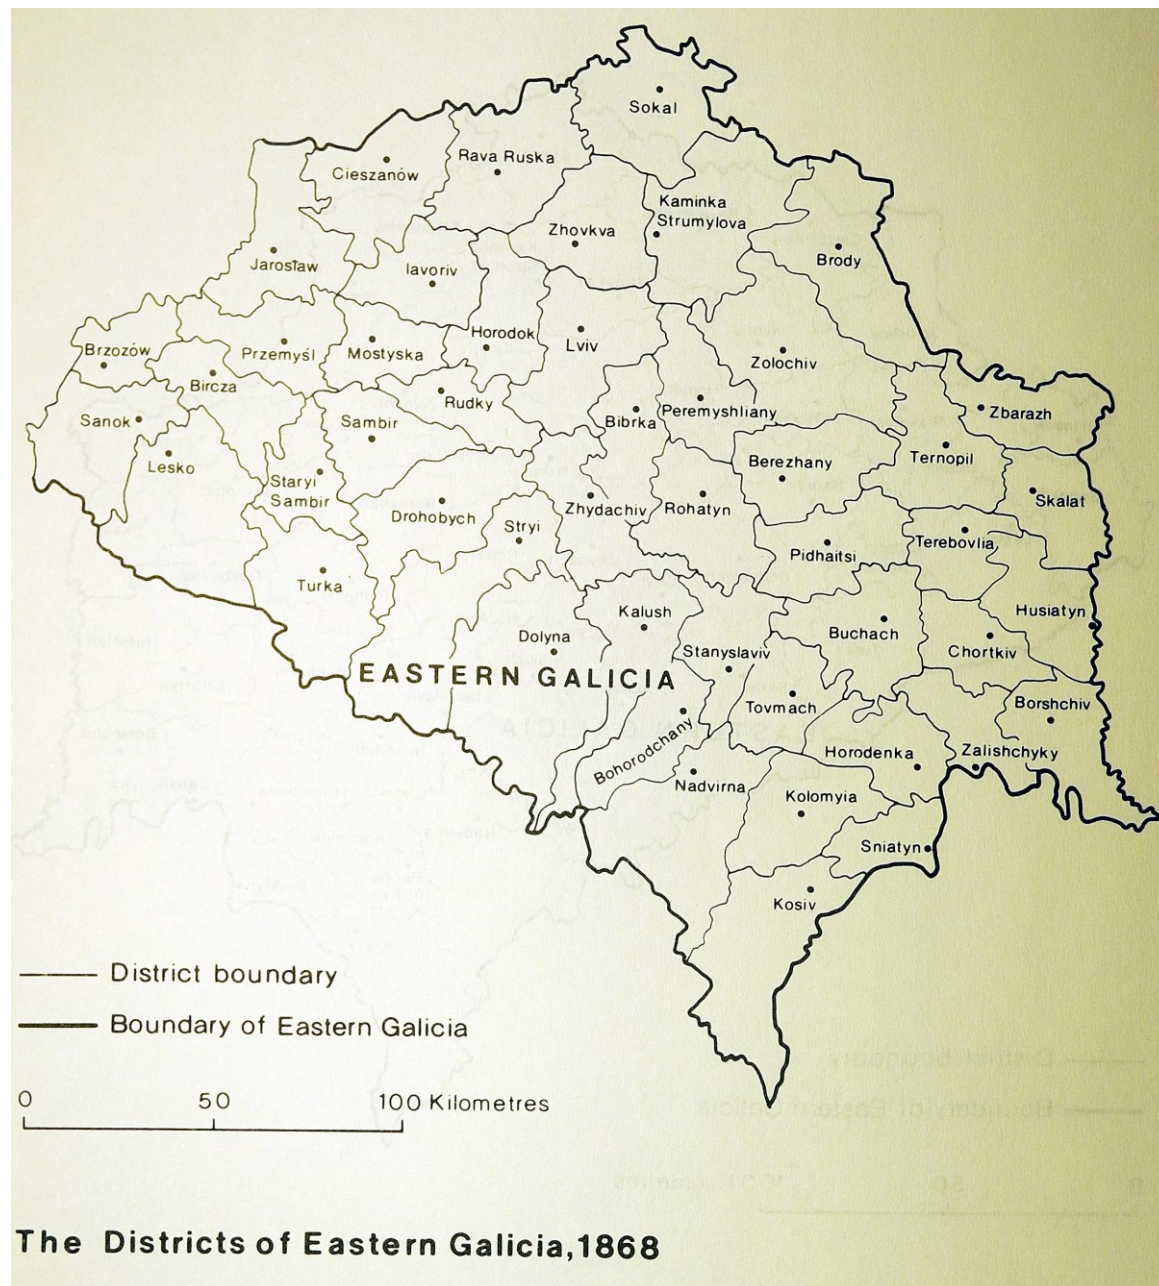 Sokal
Rava Ruska
Cieszanów
Kaminka
Strumylova
Zhovkva
Brody
Jarosław
Iavoriv
Horodok
Lviv
Brzozów
Przemyśl
Mostyska
Zolochiv
Bircza
Rudky
Zbarazh
Sanok
Sambir
Bibrka
Peremyshliany
Lesko
Berezhany
Ternopil
Staryi
Sambir
Skalat
Drohobych
Stryi
Zhydachiv
Rohatyn
Pidhaitsi
Terebovlia
Turka
Kalush
Husiatyn
Dolyna
Buchach
Chortkiv
Stanyslaviv
EASTERN GALICIA
Tovmach
Borshchiv
Bohorodchany
Horodenka
Zalishchyky
Nadvirna
Kolomyia
Sniatyn
Kosiv
District boundary
Boundary of Eastern Galicia
0 50 100 Kilometres
The Districts of Eastern Galicia, 1868